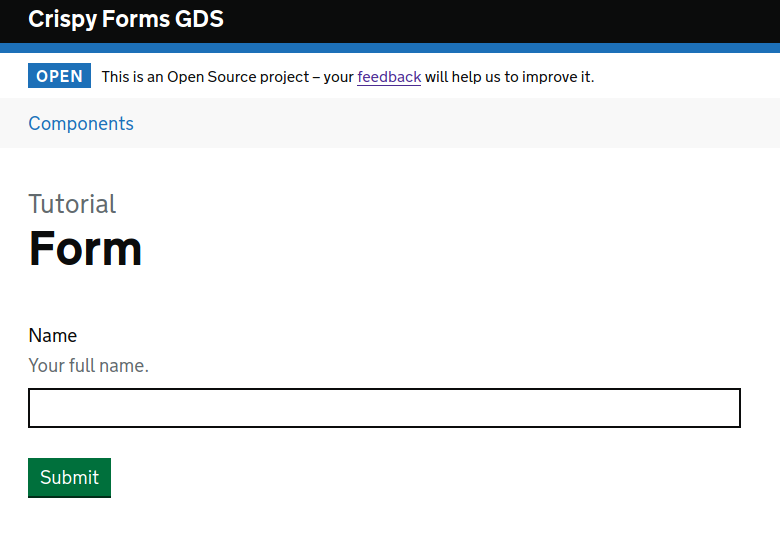 Crispy Forms GDS
OPEN This is an Open Source project – your feedback will help us to improve it.
Components
Tutorial
Form
Name
Your full name.
Submit